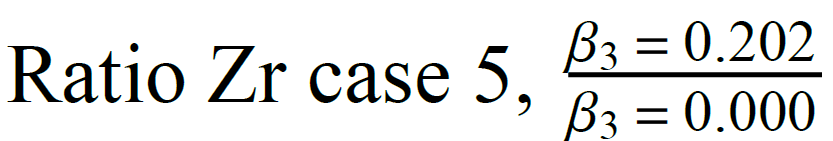 Ratio Zr case 5, β₃ = 0.202
β₃ = 0.000